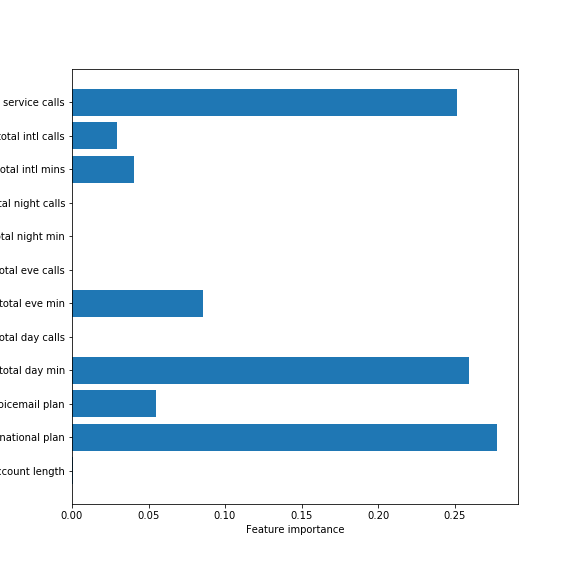 service calls
total intl calls
otal intl mins
tal night calls
otal night min
otal eve calls
total eve min
otal day calls
total day min
oicemail plan
national plan
ccount length
0.00 0.05 0.10 0.15 0.20 0.25
Feature importance